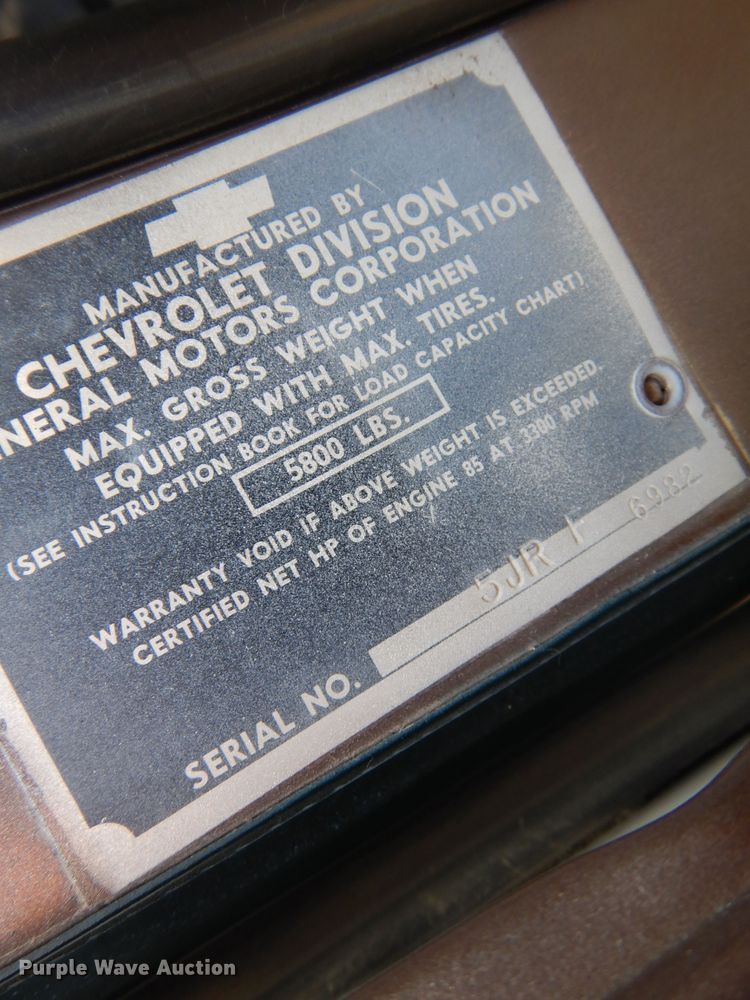 MANUFACTURED BY
CHEVROLET DIVISION
NERAL MOTORS CORPORATION
MAX. GROSS WEIGHT WHEN
EQUIPPED WITH MAX. TIRES.
(SEE INSTRUCTION BOOK FOR LOAD CAPACITY CHART)
5800 LBS.
WARRANTY VOID IF ABOVE WEIGHT IS EXCEEDED.
CERTIFIED NET HP OF ENGINE 85 AT 3300 RPM
SERIAL NO. 5JR I 6982
Purple Wave Auction